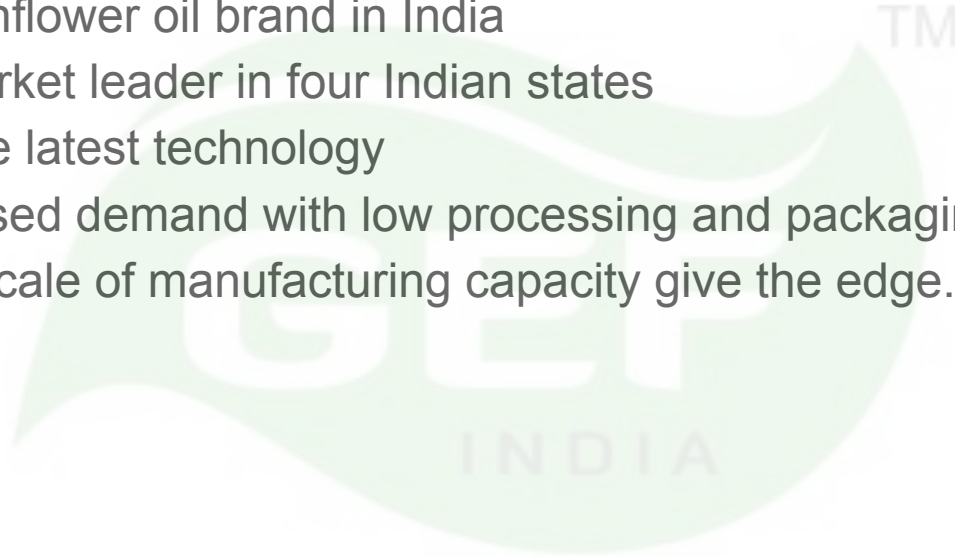 nflower oil brand in India
TM
rket leader in four Indian states
e latest technology
sed demand with low processing and packagin
cale of manufacturing capacity give the edge.
GEF
INDIA